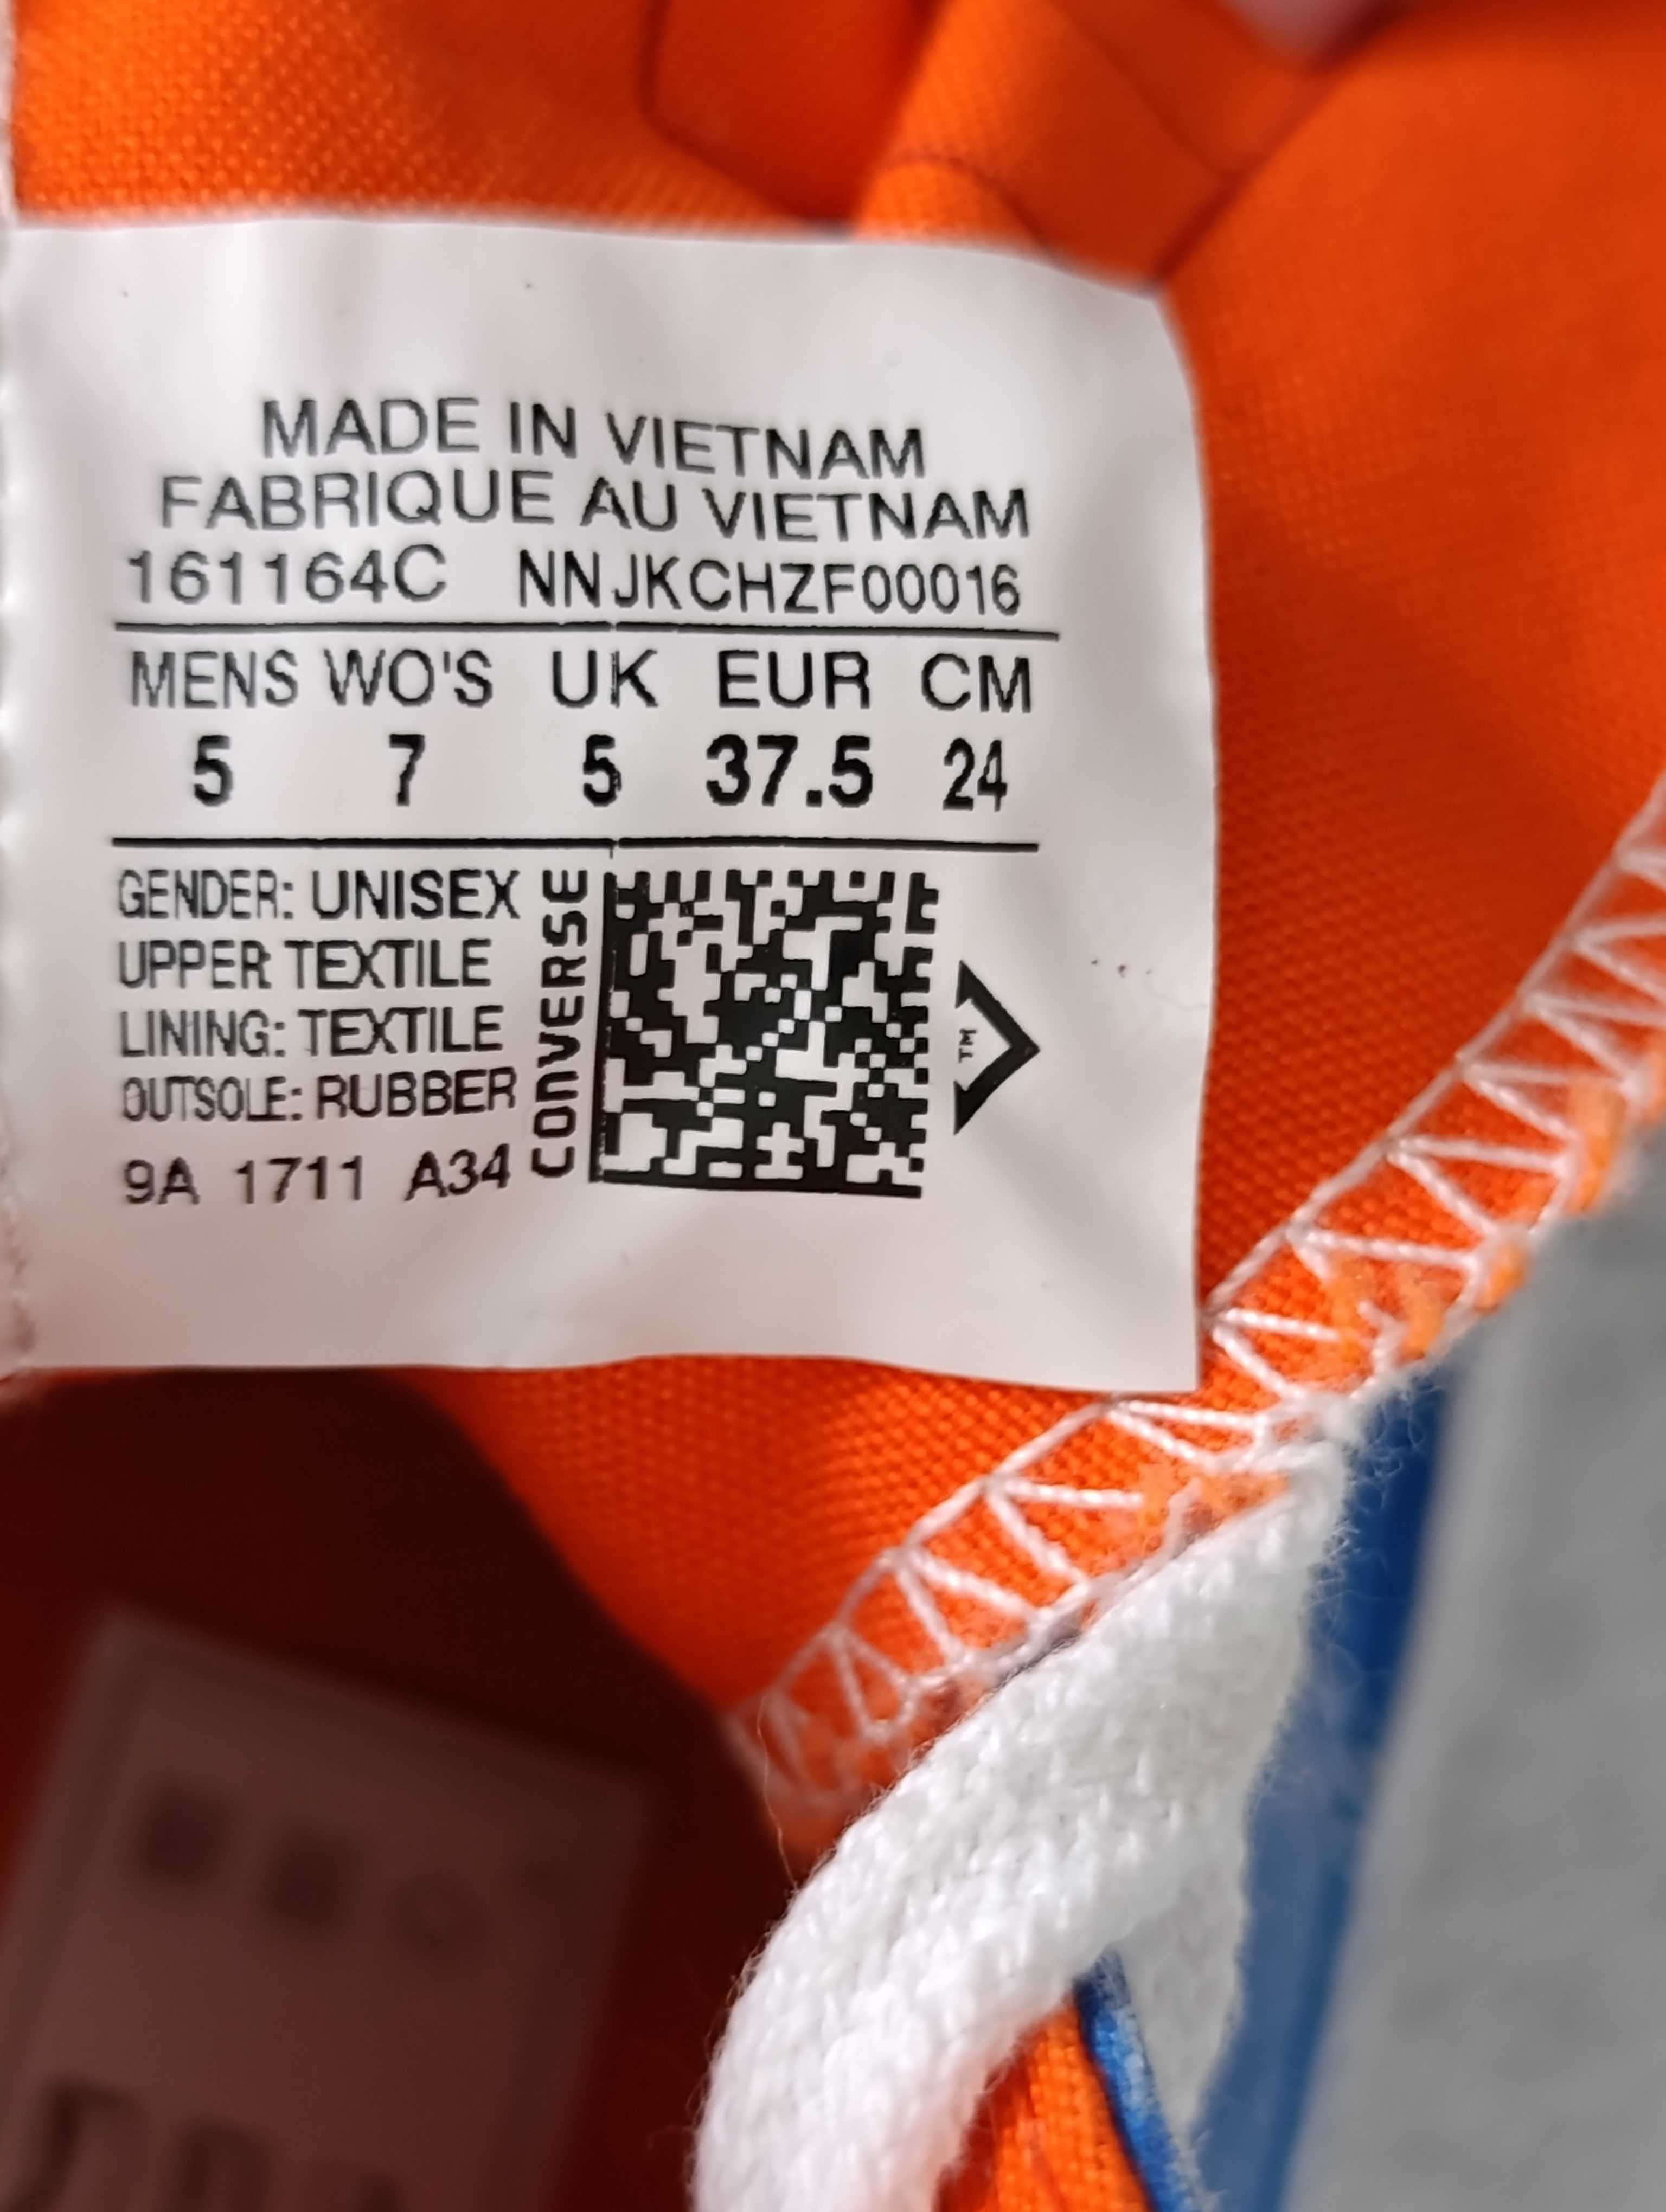 MADE IN VIETNAM
FABRIQUE AU VIETNAM
161164C NNJKCHZF00016
MENS WO'S UK EUR CM
5 7 5 37.5 24
GENDER: UNISEX
UPPER TEXTILE
LINING: TEXTILE
OUTSOLE: RUBBER
9A 1711 A34
CONVERSE
TM